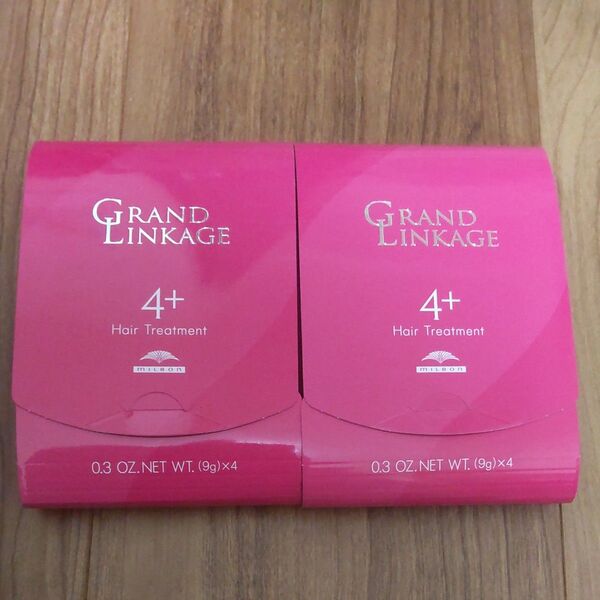 GRAND
LINKAGE
4+
Hair Treatment
MILBON
0.3 OZ.NET WT. (9g)×4
GRAND
LINKAGE
4+
Hair Treatment
MILBON
0.3 OZ.NET WT. (9g)×4